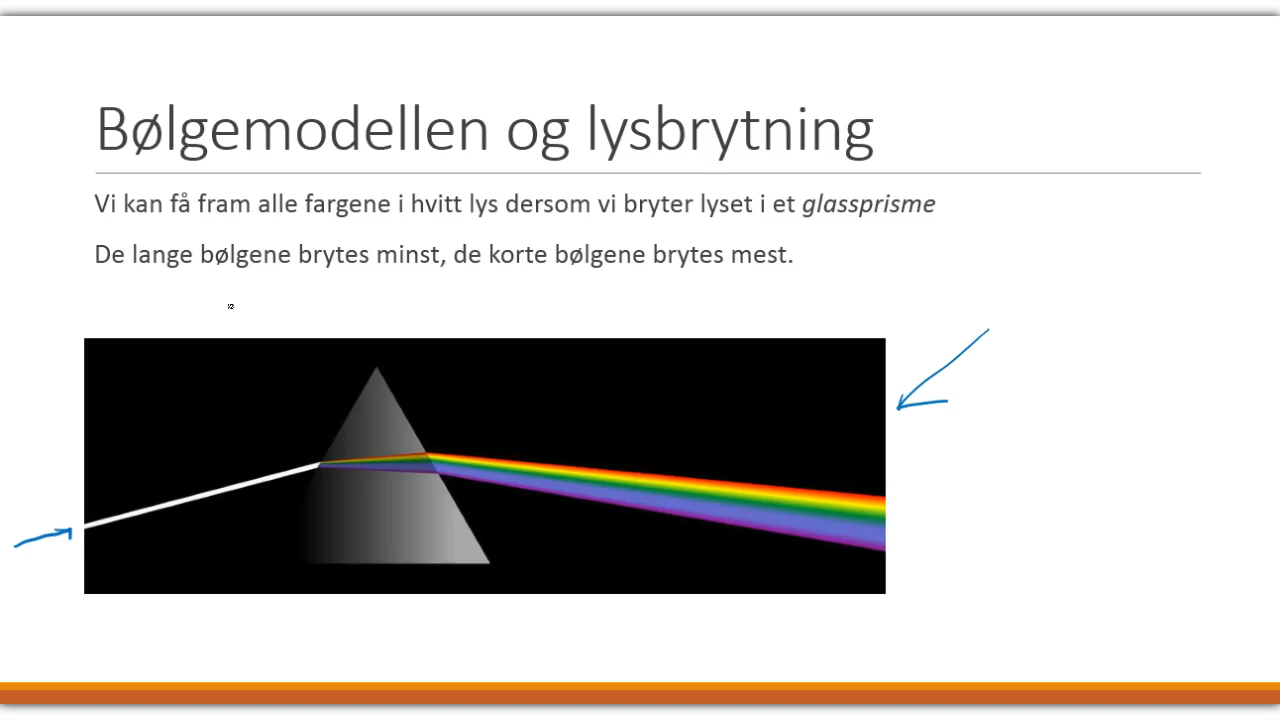 Bølgemodellen og lysbrytning
Vi kan få fram alle fargene i hvitt lys dersom vi bryter lyset i et glassprisme
De lange bølgene brytes minst, de korte bølgene brytes mest.